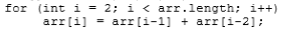 for (int i = 2; i < arr.length; i++)
arr[i] = arr[i-1] + arr[i-2];